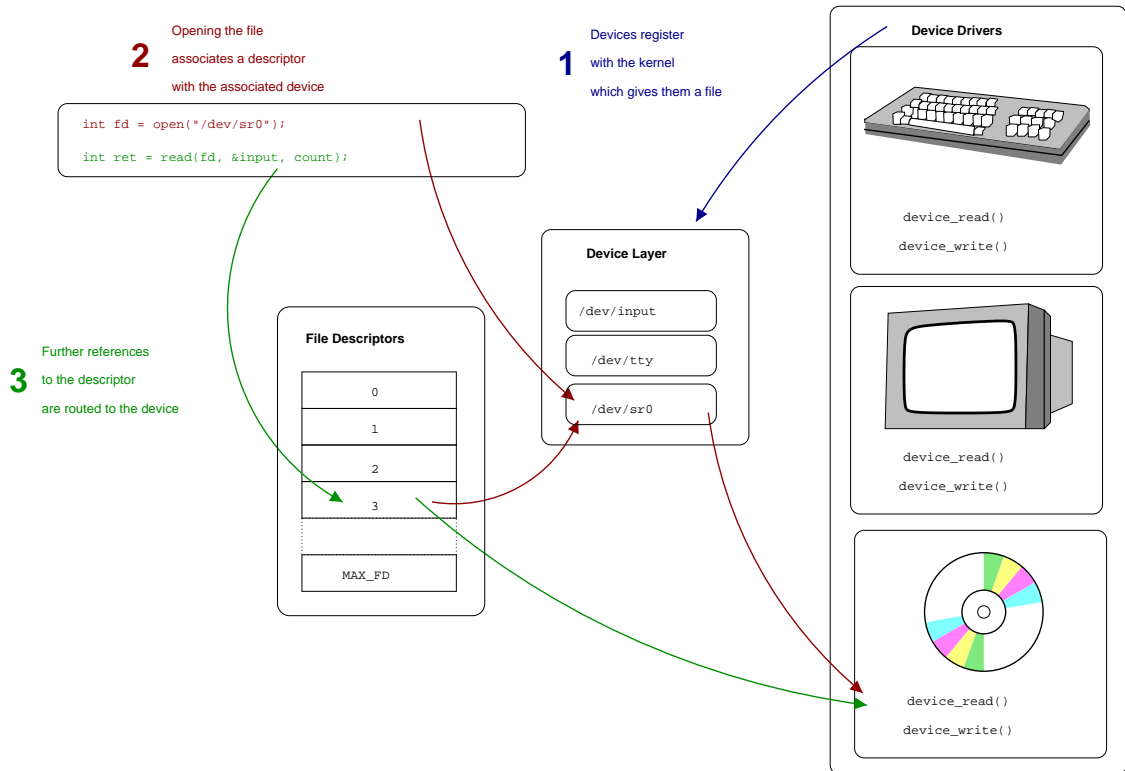 2
Opening the file
associates a descriptor
with the associated device
1
Devices register
with the kernel
which gives them a file
int fd = open("/dev/sr0");
int ret = read(fd, &input, count);
3
Further references
to the descriptor
are routed to the device
File Descriptors
0
1
2
3
MAX_FD
Device Layer
/dev/input
/dev/tty
/dev/sr0
Device Drivers
device_read()
device_write()
device_read()
device_write()
device_read()
device_write()